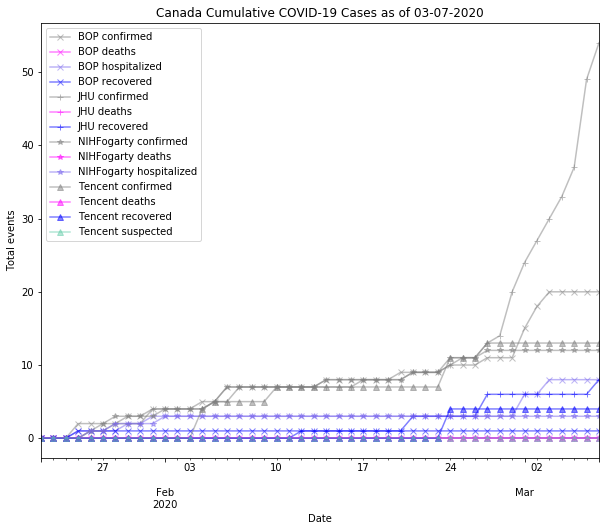 Canada Cumulative COVID-19 Cases as of 03-07-2020
BOP confirmed
BOP deaths
BOP hospitalized
BOP recovered
JHU confirmed
JHU deaths
JHU recovered
NIHFogarty confirmed
NIHFogarty deaths
NIHFogarty hospitalized
Tencent confirmed
Tencent deaths
Tencent recovered
Tencent suspected
Total events
50
40
30
20
10
0
27 03 10 17 24 02
Feb Mar
2020
Date